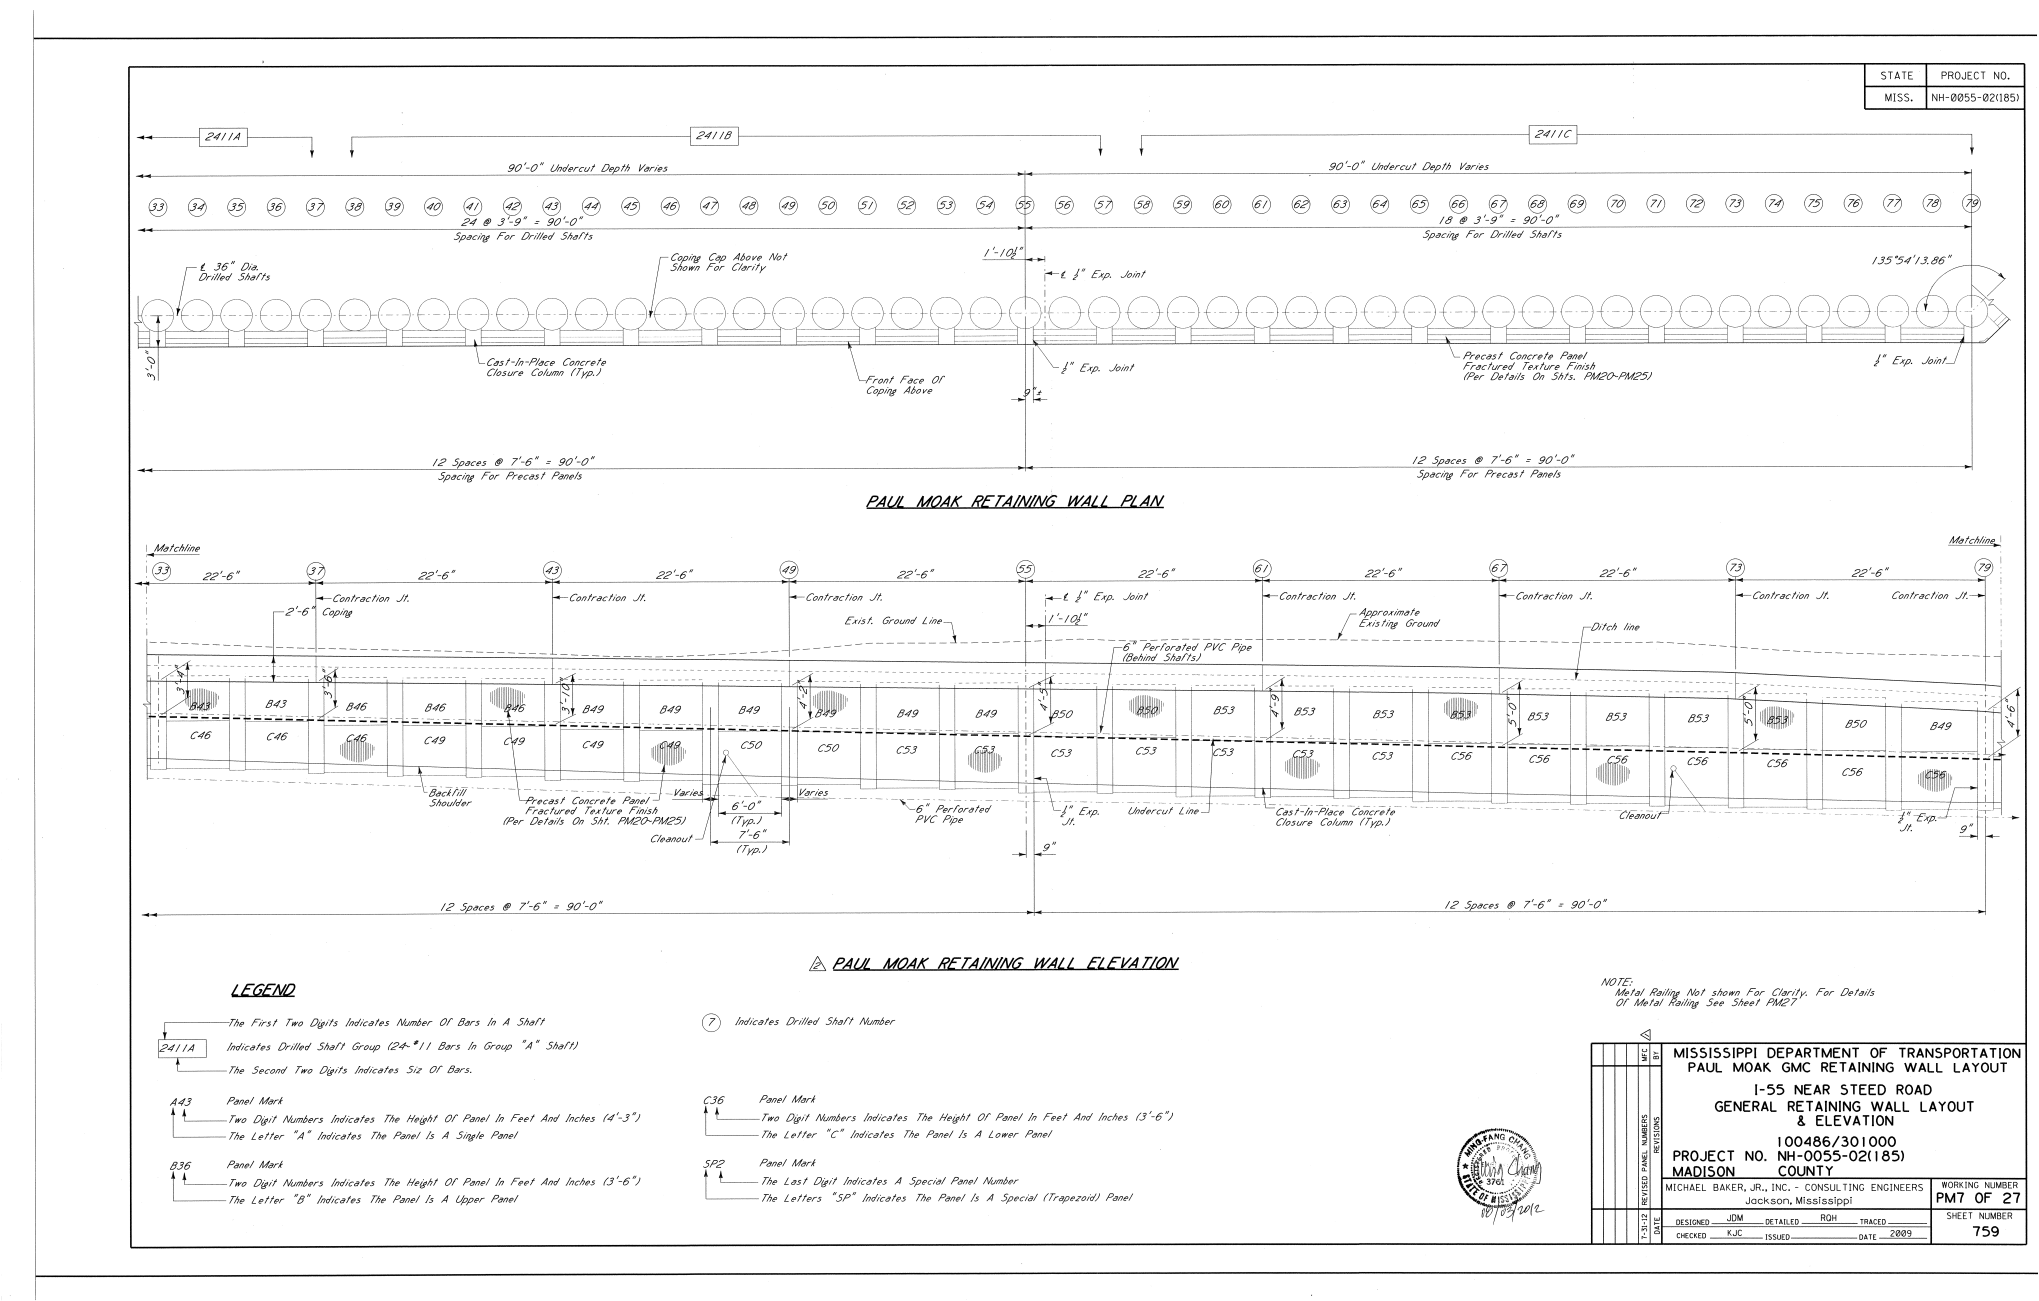 STATE PROJECT NO.
MISS. NH-0055-02(185)
2411A 2411B 2411C
90'-0" Undercut Depth Varies 90'-0" Undercut Depth Varies
33 34 35 36 37 38 39 40 41 42 43 44 45 46 47 48 49 50 51 52 53 54 55 56 57 58 59 60 61 62 63 64 65 66 67 68 69 70 71 72 73 74 75 76 77 78 79
24 @ 3'-9" = 90'-0" 18 @ 3'-9" = 90'-0"
Spacing For Drilled Shafts Spacing For Drilled Shafts
℄ 36" Dia.
Drilled Shafts
Coping Cap Above Not
Shown For Clarity
1'-10½"
℄ ½" Exp. Joint
135°54'13.86"
3'-0"
Cast-In-Place Concrete
Closure Column (Typ.)
Front Face Of
Coping Above
½" Exp. Joint
9"±
Precast Concrete Panel
Fractured Texture Finish
(Per Details On Shts. PM20~PM25)
½" Exp. Joint
12 Spaces @ 7'-6" = 90'-0" 12 Spaces @ 7'-6" = 90'-0"
Spacing For Precast Panels Spacing For Precast Panels
PAUL MOAK RETAINING WALL PLAN
Matchline Matchline
33 37 43 49 55 61 67 73 79
22'-6" 22'-6" 22'-6" 22'-6" 22'-6" 22'-6" 22'-6" 22'-6"
Contraction Jt. Contraction Jt. Contraction Jt. ℄ ½" Exp. Joint Contraction Jt. Contraction Jt. Contraction Jt. Contraction Jt.
2'-6" Coping
Exist. Ground Line
1'-10½"
Approximate
Existing Ground
Ditch line
6" Perforated PVC Pipe
(Behind Shafts)
3'-4" 3'-6" 3'-10" 4'-2" 4'-5" 4'-9" 5'-0" 5'-0" 4'-6"
B43 B43 B46 B46 B46 B49 B49 B49 B49 B49 B49 B50 B50 B53 B53 B53 B53 B53 B53 B53 B53 B50 B49
C46 C46 C46 C49 C49 C49 C49 C50 C50 C53 C53 C53 C53 C53 C53 C53 C56 C56 C56 C56 C56 C56 C56
Backfill
Shoulder
Precast Concrete Panel
Fractured Texture Finish
(Per Details On Sht. PM20~PM25)
Varies Varies
6'-0"
(Typ.)
7'-6"
(Typ.)
Cleanout
6" Perforated
PVC Pipe
½" Exp.
Jt.
Undercut Line
Cast-In-Place Concrete
Closure Column (Typ.)
Cleanout
½" Exp.
Jt.
9" 9"
12 Spaces @ 7'-6" = 90'-0" 12 Spaces @ 7'-6" = 90'-0"
2 PAUL MOAK RETAINING WALL ELEVATION
LEGEND
The First Two Digits Indicates Number Of Bars In A Shaft
2411A Indicates Drilled Shaft Group (24~#11 Bars In Group "A" Shaft)
The Second Two Digits Indicates Siz Of Bars.
A43 Panel Mark
Two Digit Numbers Indicates The Height Of Panel In Feet And Inches (4'-3")
The Letter "A" Indicates The Panel Is A Single Panel
B36 Panel Mark
Two Digit Numbers Indicates The Height Of Panel In Feet And Inches (3'-6")
The Letter "B" Indicates The Panel Is A Upper Panel
7 Indicates Drilled Shaft Number
C36 Panel Mark
Two Digit Numbers Indicates The Height Of Panel In Feet And Inches (3'-6")
The Letter "C" Indicates The Panel Is A Lower Panel
SP2 Panel Mark
The Last Digit Indicates A Special Panel Number
The Letters "SP" Indicates The Panel Is A Special (Trapezoid) Panel
NOTE:
Metal Railing Not shown For Clarity. For Details
Of Metal Railing See Sheet PM27
MING-FANG CHANG
STATE OF MISSISSIPPI
3761
08/03/2012
7-31-12 REVISED PANEL NUMBERS MFC
DATE REVISIONS BY
MISSISSIPPI DEPARTMENT OF TRANSPORTATION
PAUL MOAK GMC RETAINING WALL LAYOUT
I-55 NEAR STEED ROAD
GENERAL RETAINING WALL LAYOUT
& ELEVATION
100486/301000
PROJECT NO. NH-0055-02(185)
MADISON COUNTY
MICHAEL BAKER, JR., INC. - CONSULTING ENGINEERS
Jackson, Mississippi
WORKING NUMBER
PM7 OF 27
DESIGNED JDM DETAILED RQH TRACED
CHECKED KJC ISSUED DATE 2009
SHEET NUMBER
759